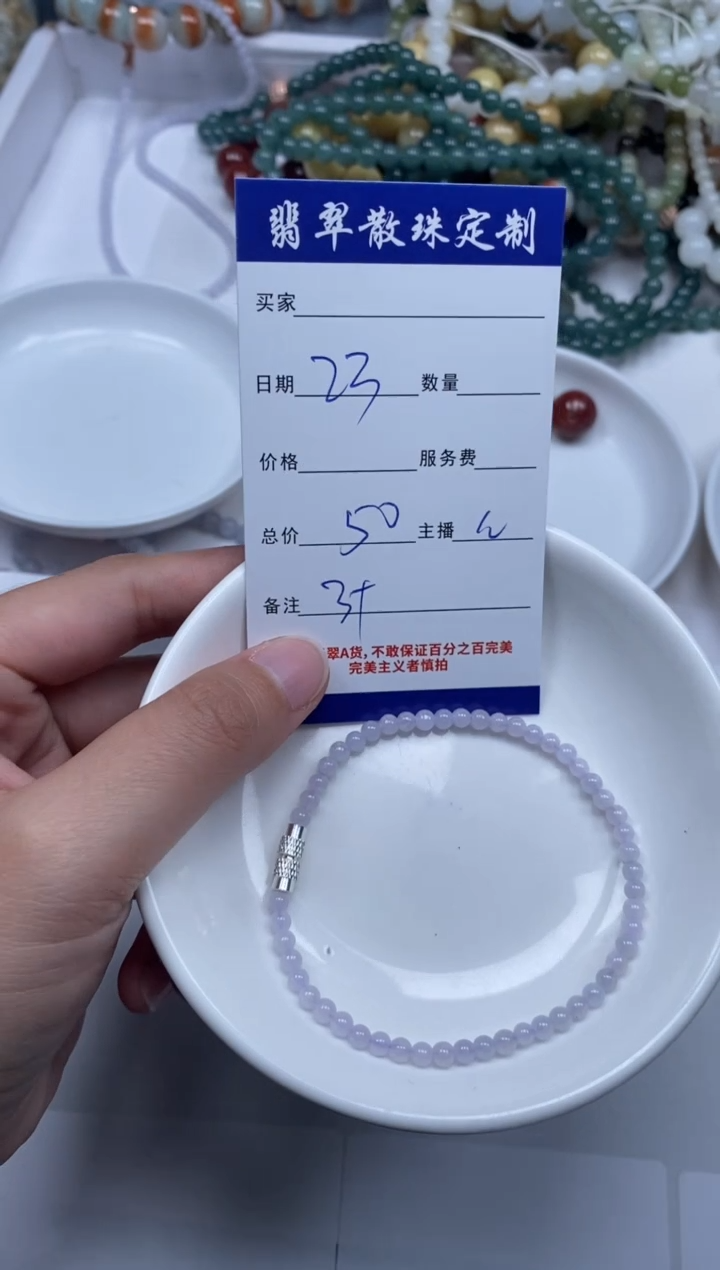 翡翠散珠定制
买家
日期 23 数量
价格 服务费
总价 50 主播
备注 3+
翠A货,不敢保证百分之百完美
完美主义者慎拍